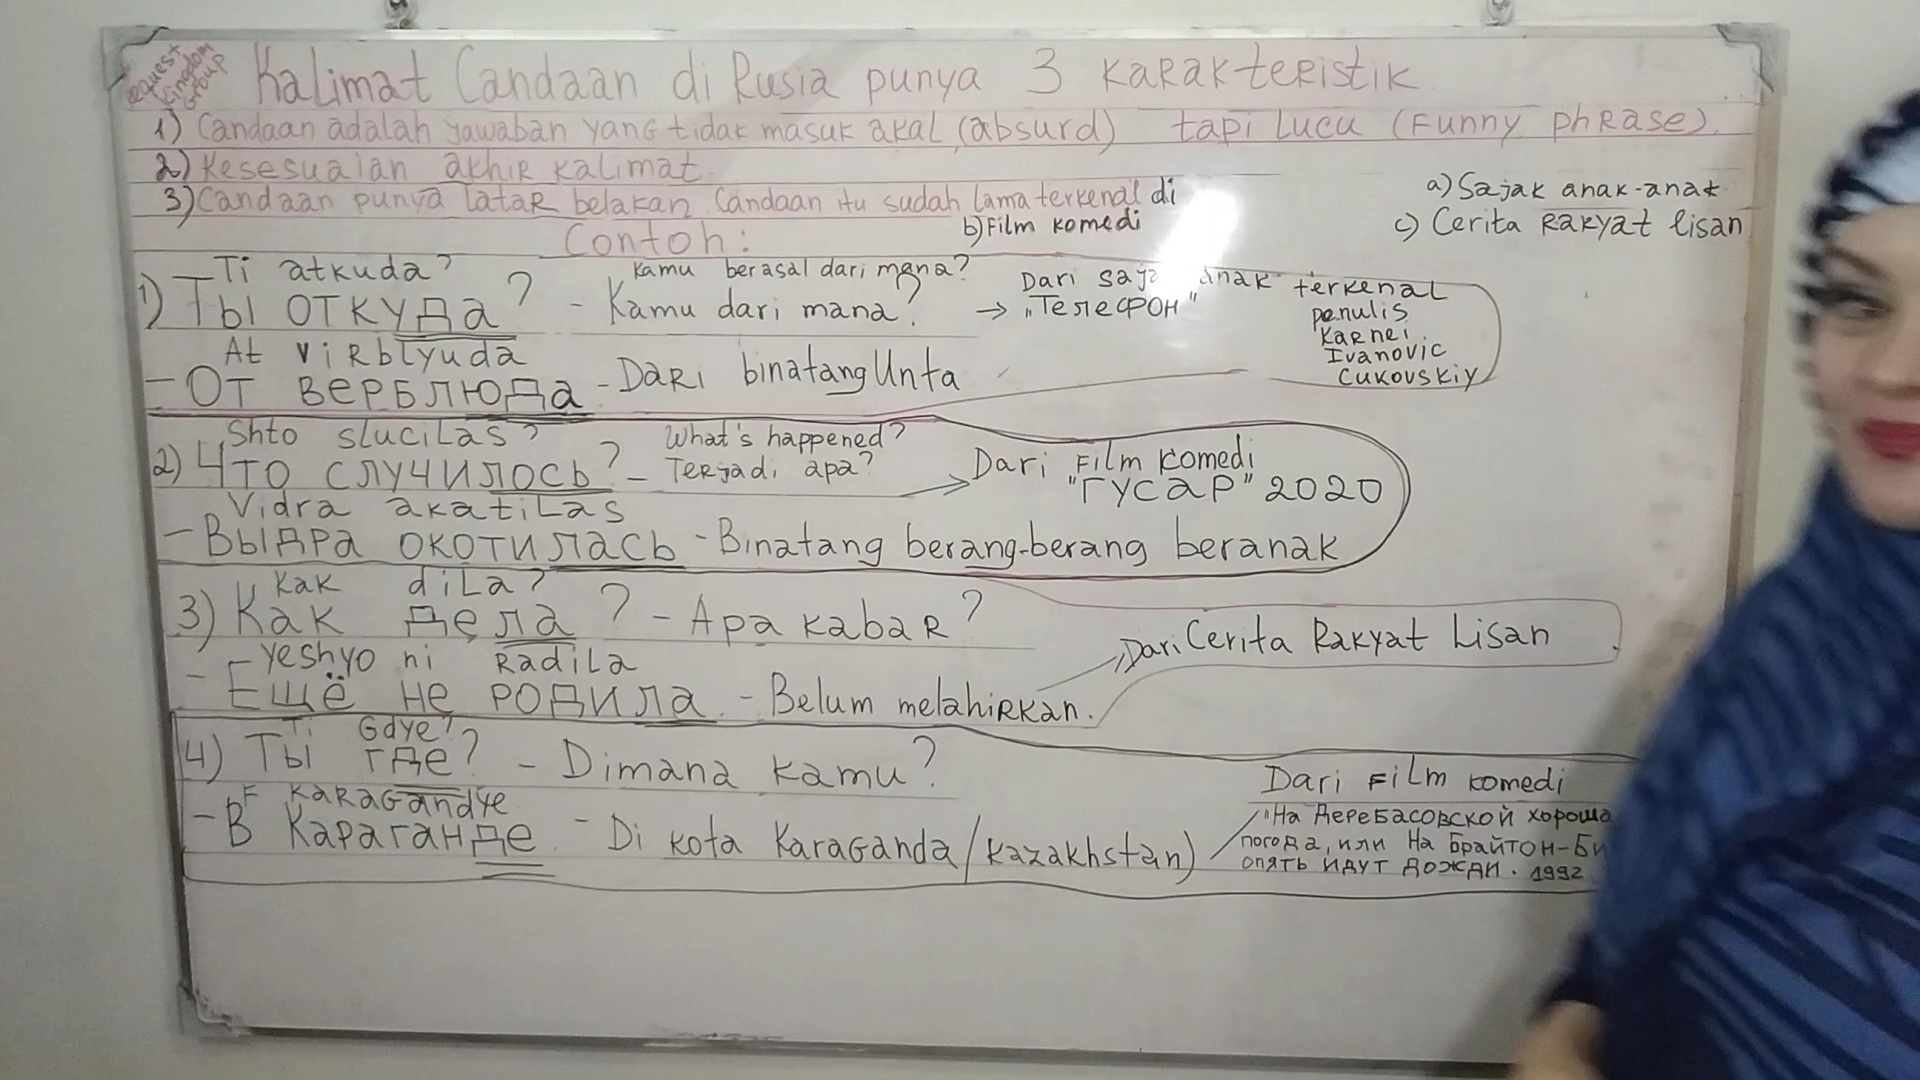 Request
Kingdom
Group
Kalimat Candaan di Rusia punya 3 karakteristik
1) Candaan adalah jawaban yang tidak masuk akal (absurd) tapi lucu (Funny phrase).
2) Kesesuaian akhir kalimat.
3) Candaan punya latar belakan. Candaan itu sudah lama terkenal di
a) Sajak anak-anak
b) Film komedi
c) Cerita Rakyat lisan
Contoh:
Ti atkuda? Kamu berasal dari mana?
1) Ты откуда? - Kamu dari mana?
At virblyuda
- От верблюда - Dari binatang Unta
→ Dari anak terkenal
"Телефон"
penulis
Karnei
Ivanovic
Cukovskiy
Shto slucilas? What's happened?
2) Что случилось? - Terjadi apa?
Vidra akatilas
- Выдра окотилась - Binatang berang-berang beranak
Dari Film komedi
"Гусар" 2020
Kak dila?
3) Как дела? - Apa kabar?
Yeshyo ni radila
- Ещё не родила. - Belum melahirkan.
Dari Cerita Rakyat Lisan
Ti Gdye?
4) Ты где? - Dimana kamu?
F Karagandye
- В Караганде. - Di kota Karaganda/Kazakhstan)
Dari Film komedi
"На Деребасовской хороша
погода, или На Брайтон-Би
опять идут дожди. 1992